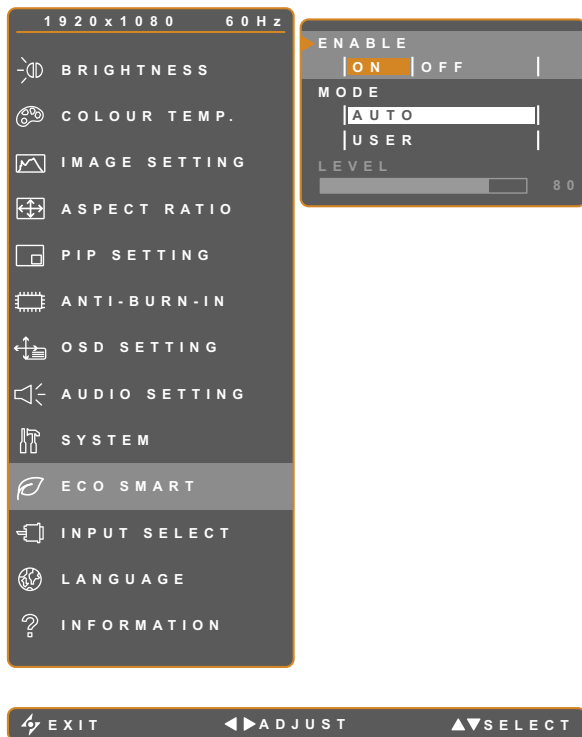 1920x1080 60Hz
BRIGHTNESS
COLOUR TEMP.
IMAGE SETTING
ASPECT RATIO
PIP SETTING
ANTI-BURN-IN
OSD SETTING
AUDIO SETTING
SYSTEM
ECO SMART
INPUT SELECT
LANGUAGE
INFORMATION
ENABLE
ON OFF
MODE
AUTO
USER
LEVEL
80
EXIT ADJUST SELECT